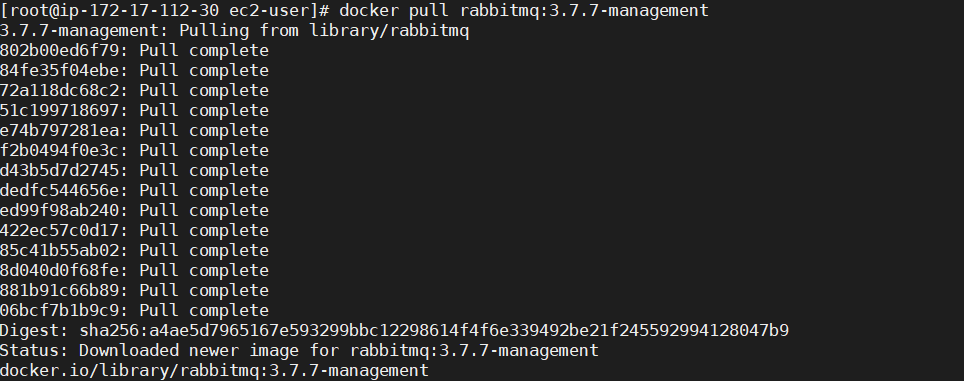 [root@ip-172-17-112-30 ec2-user]# docker pull rabbitmq:3.7.7-management
3.7.7-management: Pulling from library/rabbitmq
802b00ed6f79: Pull complete
84fe35f04ebe: Pull complete
72a118dc68c2: Pull complete
51c199718697: Pull complete
e74b797281ea: Pull complete
f2b0494f0e3c: Pull complete
d43b5d7d2745: Pull complete
dedfc544656e: Pull complete
ed99f98ab240: Pull complete
422ec57c0d17: Pull complete
85c41b55ab02: Pull complete
8d040d0f68fe: Pull complete
881b91c66b89: Pull complete
06bcf7b1b9c9: Pull complete
Digest: sha256:a4ae5d7965167e593299bbc12298614f4f6e339492be21f245592994128047b9
Status: Downloaded newer image for rabbitmq:3.7.7-management
docker.io/library/rabbitmq:3.7.7-management